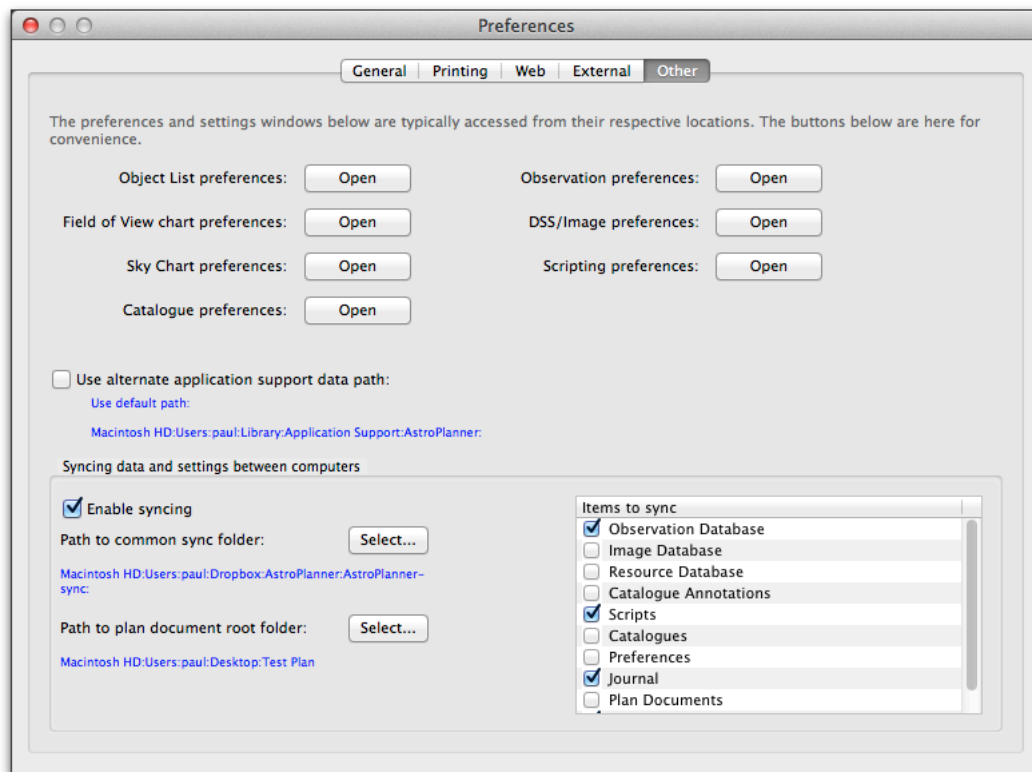 Preferences
General Printing Web External Other
The preferences and settings windows below are typically accessed from their respective locations. The buttons below are here for
convenience.
Object List preferences: Open Observation preferences: Open
Field of View chart preferences: Open DSS/Image preferences: Open
Sky Chart preferences: Open Scripting preferences: Open
Catalogue preferences: Open
Use alternate application support data path:
Use default path:
Macintosh HD:Users:paul:Library:Application Support:AstroPlanner:
Syncing data and settings between computers
Enable syncing
Path to common sync folder: Select...
Macintosh HD:Users:paul:Dropbox:AstroPlanner:AstroPlanner-
sync:
Path to plan document root folder: Select...
Macintosh HD:Users:paul:Desktop:Test Plan
Items to sync
Observation Database
Image Database
Resource Database
Catalogue Annotations
Scripts
Catalogues
Preferences
Journal
Plan Documents